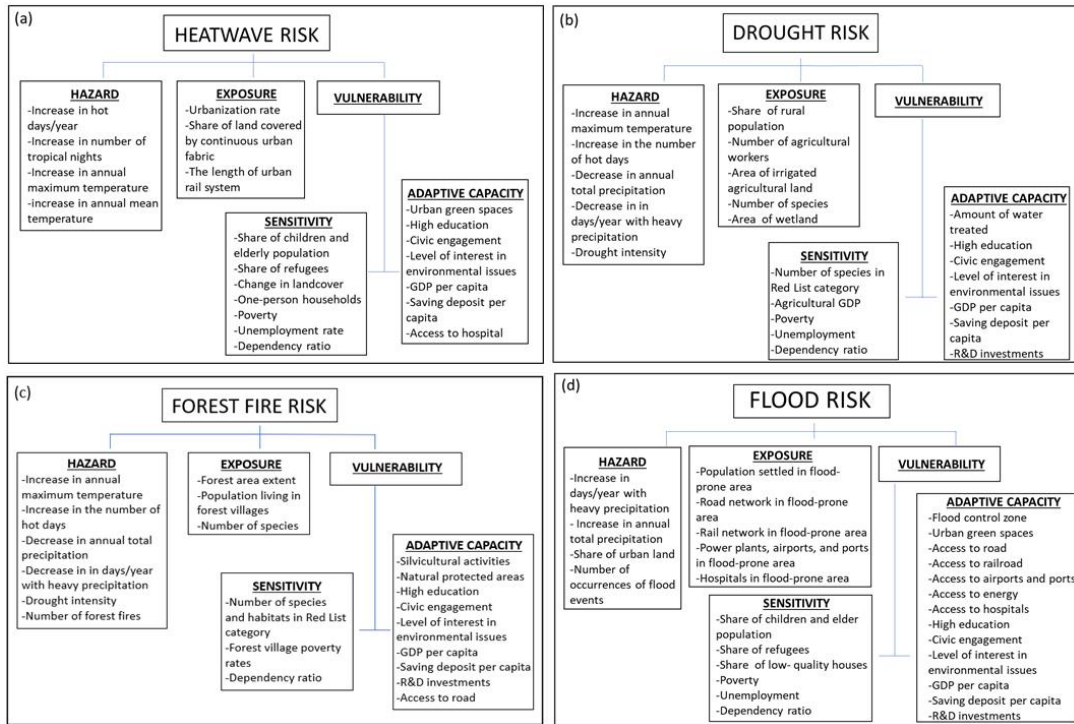 (a)
HEATWAVE RISK
HAZARD
-Increase in hot
days/year
-Increase in number of
tropical nights
-Increase in annual
maximum temperature
-increase in annual mean
temperature
EXPOSURE
-Urbanization rate
-Share of land covered
by continuous urban
fabric
-The length of urban
rail system
VULNERABILITY
SENSITIVITY
-Share of children and
elderly population
-Share of refugees
-Change in landcover
-One-person households
-Poverty
-Unemployment rate
-Dependency ratio
ADAPTIVE CAPACITY
-Urban green spaces
-High education
-Civic engagement
-Level of interest in
environmental issues
-GDP per capita
-Saving deposit per
capita
-Access to hospital
(b)
DROUGHT RISK
HAZARD
-Increase in annual
maximum temperature
-Increase in the number
of hot days
-Decrease in annual
total precipitation
-Decrease in in
days/year with heavy
precipitation
-Drought intensity
EXPOSURE
-Share of rural
population
-Number of agricultural
workers
-Area of irrigated
agricultural land
-Number of species
-Area of wetland
VULNERABILITY
SENSITIVITY
-Number of species in
Red List category
-Agricultural GDP
-Poverty
-Unemployment
-Dependency ratio
ADAPTIVE CAPACITY
-Amount of water
treated
-High education
-Civic engagement
-Level of interest in
environmental issues
-GDP per capita
-Saving deposit per
capita
-R&D investments
(c)
FOREST FIRE RISK
HAZARD
-Increase in annual
maximum temperature
-Increase in the number of
hot days
-Decrease in annual total
precipitation
-Decrease in in days/year
with heavy precipitation
-Drought intensity
-Number of forest fires
EXPOSURE
-Forest area extent
-Population living in
forest villages
-Number of species
VULNERABILITY
SENSITIVITY
-Number of species
and habitats in Red List
category
-Forest village poverty
rates
-Dependency ratio
ADAPTIVE CAPACITY
-Silvicultural activities
-Natural protected areas
-High education
-Civic engagement
-Level of interest in
environmental issues
-GDP per capita
-Saving deposit per capita
-R&D investments
-Access to road
(d)
FLOOD RISK
HAZARD
-Increase in
days/year with
heavy precipitation
- Increase in annual
total precipitation
-Share of urban land
-Number of
occurrences of flood
events
EXPOSURE
-Population settled in flood-
prone area
-Road network in flood-prone
area
-Rail network in flood-prone area
-Power plants, airports, and ports
in flood-prone area
-Hospitals in flood-prone area
VULNERABILITY
SENSITIVITY
-Share of children and elder
population
-Share of refugees
-Share of low- quality houses
-Poverty
-Unemployment
-Dependency ratio
ADAPTIVE CAPACITY
-Flood control zone
-Urban green spaces
-Access to road
-Access to railroad
-Access to airports and ports
-Access to energy
-Access to hospitals
-High education
-Civic engagement
-Level of interest in
environmental issues
-GDP per capita
-Saving deposit per capita
-R&D investments